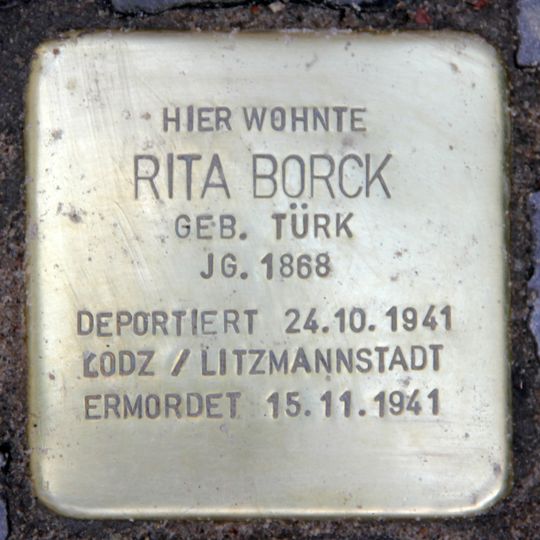 HIER WOHNTE
RITA BORCK
GEB. TÜRK
JG. 1868
DEPORTIERT 24.10.1941
ŁODZ / LITZMANNSTADT
ERMORDET 15.11.1941